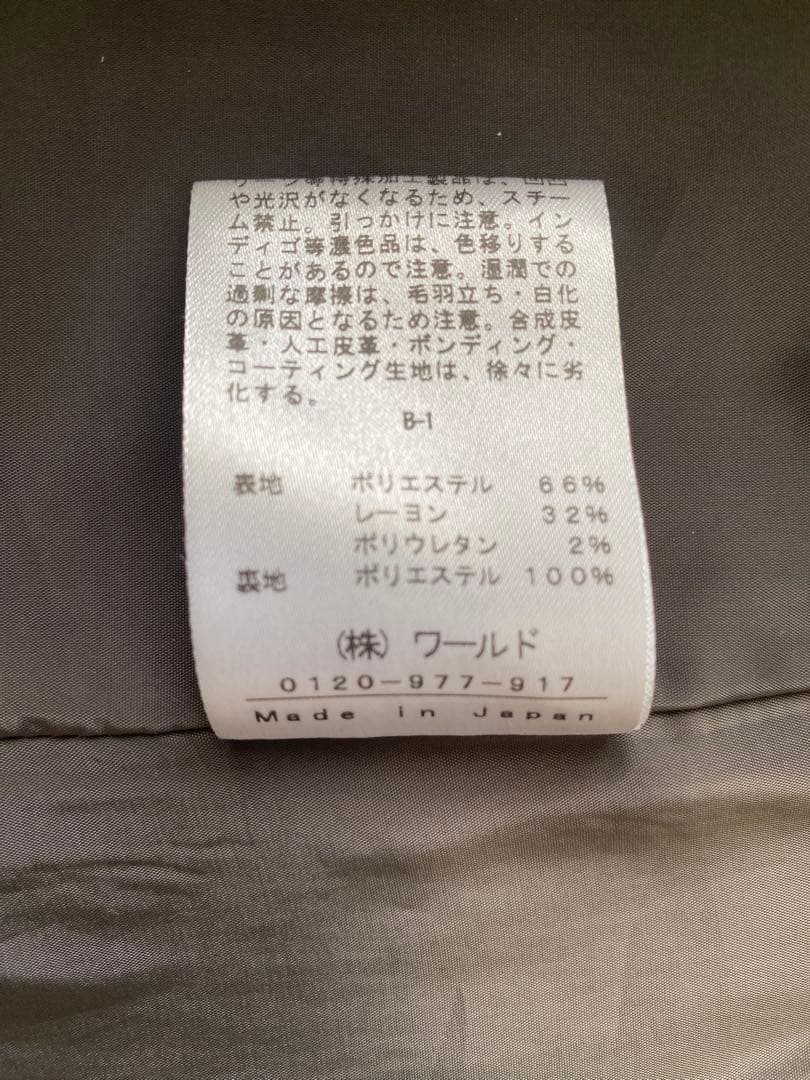 や光沢がなくなるため、スチー
ム禁止。引っかけに注意。イン
ディゴ等濃色品は、色移りする
ことがあるので注意。湿潤での
過剰な摩擦は、毛羽立ち・白化
の原因となるため注意。合成皮
革・人工皮革・ボンディング・
コーティング生地は、徐々に劣
化する。
B-1
表地 ポリエステル 66%
レーヨン 32%
ポリウレタン 2%
裏地 ポリエステル 100%
(株) ワールド
0120-977-917
Made in Japan